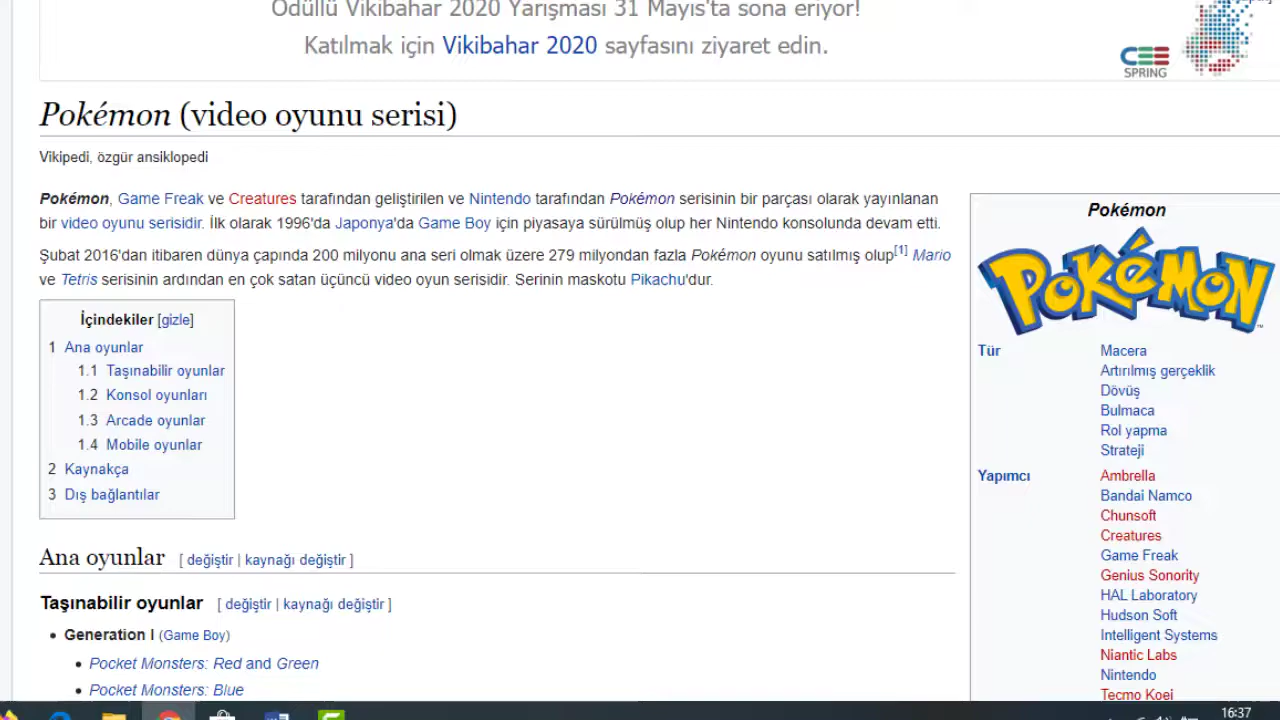 Ödüllü Vikibahar 2020 Yarışması 31 Mayıs'ta sona eriyor!
Katılmak için Vikibahar 2020 sayfasını ziyaret edin.
CEE
SPRING
Pokémon (video oyunu serisi)
Vikipedi, özgür ansiklopedi
Pokémon, Game Freak ve Creatures tarafından geliştirilen ve Nintendo tarafından Pokémon serisinin bir parçası olarak yayınlanan
bir video oyunu serisidir. İlk olarak 1996'da Japonya'da Game Boy için piyasaya sürülmüş olup her Nintendo konsolunda devam etti.
Şubat 2016'dan itibaren dünya çapında 200 milyonu ana seri olmak üzere 279 milyondan fazla Pokémon oyunu satılmış olup[1] Mario
ve Tetris serisinin ardından en çok satan üçüncü video oyun serisidir. Serinin maskotu Pikachu'dur.
İçindekiler [gizle]
1 Ana oyunlar
1.1 Taşınabilir oyunlar
1.2 Konsol oyunları
1.3 Arcade oyunlar
1.4 Mobile oyunlar
2 Kaynakça
3 Dış bağlantılar
Ana oyunlar [ değiştir | kaynağı değiştir ]
Taşınabilir oyunlar [ değiştir | kaynağı değiştir ]
• Generation I (Game Boy)
• Pocket Monsters: Red and Green
• Pocket Monsters: Blue
Pokémon
POKéMON™
Tür Macera
Artırılmış gerçeklik
Dövüş
Bulmaca
Rol yapma
Strateji
Yapımcı Ambrella
Bandai Namco
Chunsoft
Creatures
Game Freak
Genius Sonority
HAL Laboratory
Hudson Soft
Intelligent Systems
Niantic Labs
Nintendo
Tecmo Koei
16:37